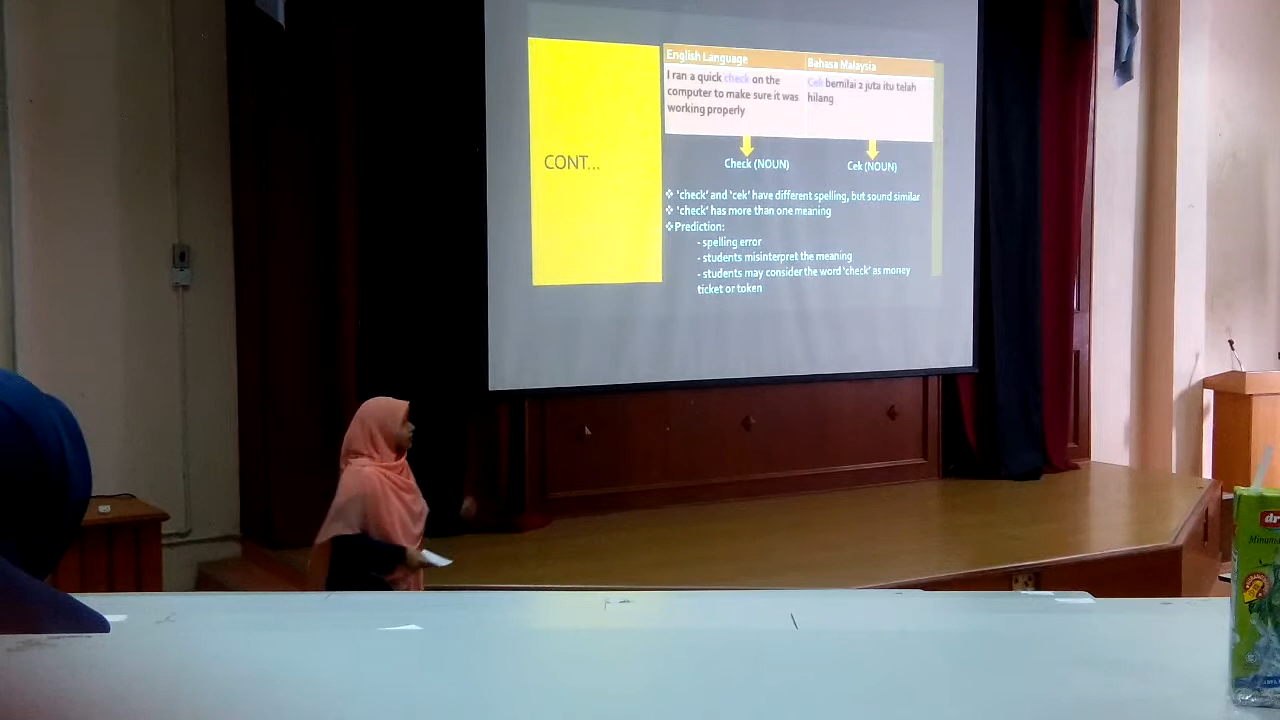 English Language
Bahasa Malaysia
I ran a quick check on the
computer to make sure it was
working properly
Cek bernilai 2 juta itu telah
hilang
CONT...
Check (NOUN)
Cek (NOUN)
❖ 'check' and 'cek' have different spelling, but sound similar
❖ 'check' has more than one meaning
❖ Prediction:
- spelling error
- students misinterpret the meaning
- students may consider the word 'check' as money
ticket or token